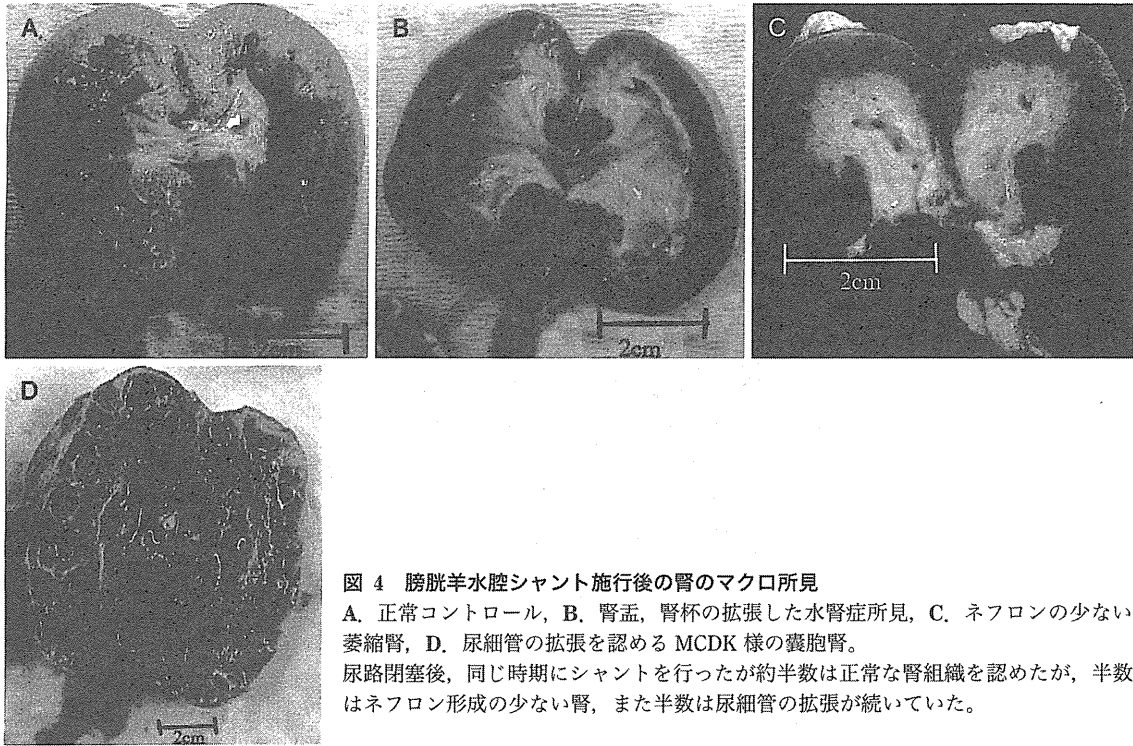 A
B
C
2cm
2cm
D
2cm
図 4 膀胱羊水腔シャント施行後の腎のマクロ所見
A. 正常コントロール，B. 腎盂，腎杯の拡張した水腎症所見，C. ネフロンの少ない
萎縮腎，D. 尿細管の拡張を認める MCDK 様の嚢胞腎。
尿路閉塞後，同じ時期にシャントを行ったが約半数は正常な腎組織を認めたが，半数
はネフロン形成の少ない腎，また半数は尿細管の拡張が続いていた。